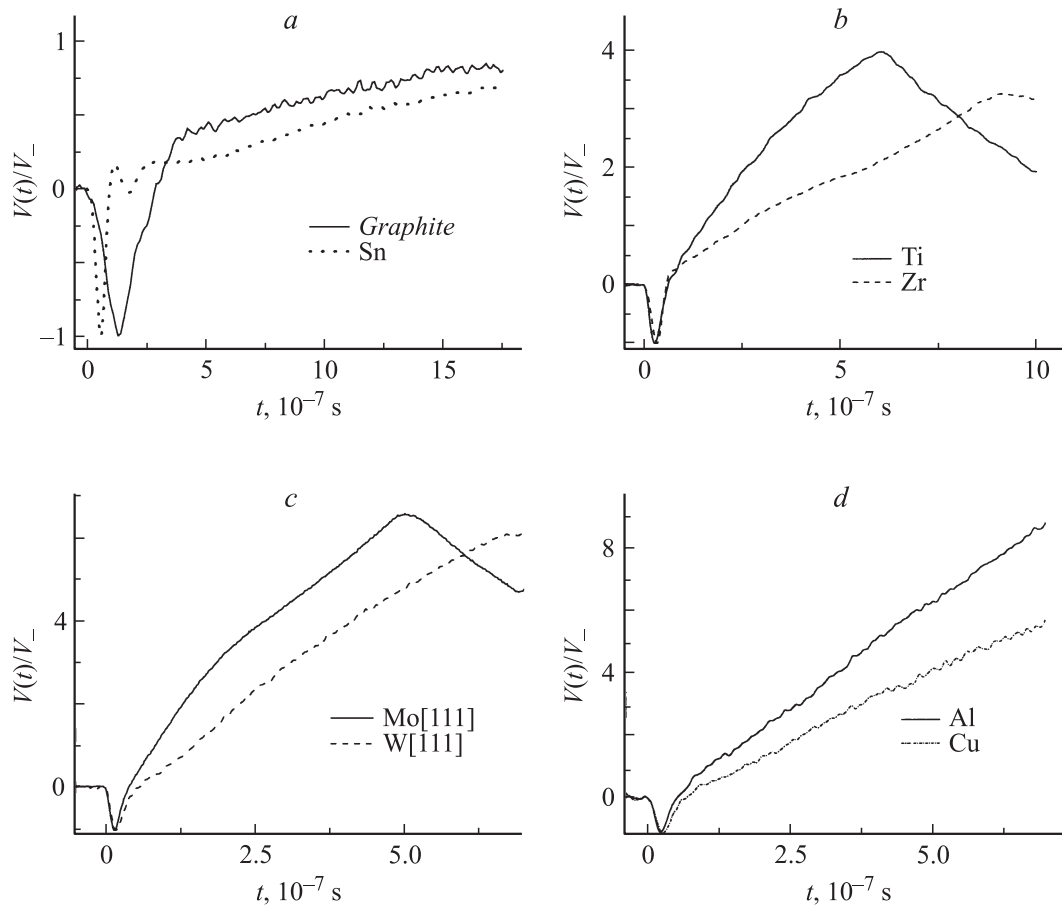 a
1
0
−1
V(t)/V_
Graphite
Sn
0 5 10 15
t, 10⁻⁷ s
b
4
2
0
V(t)/V_
Ti
Zr
0 5 10
t, 10⁻⁷ s
c
4
0
V(t)/V_
Mo[111]
W[111]
0 2.5 5.0
t, 10⁻⁷ s
d
8
4
0
V(t)/V_
Al
Cu
0 2.5 5.0
t, 10⁻⁷ s